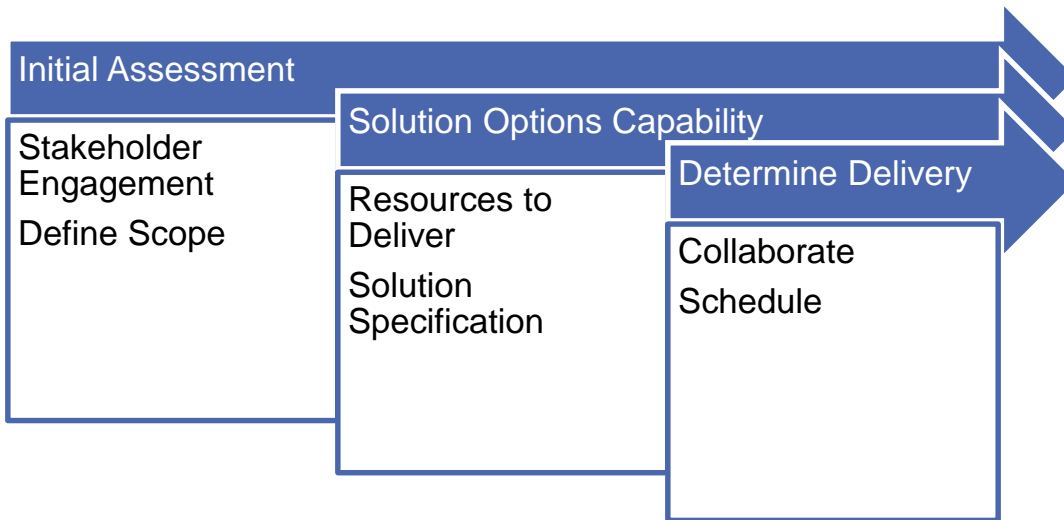 Initial Assessment
Stakeholder
Engagement
Define Scope
Solution Options Capability
Resources to
Deliver
Solution
Specification
Determine Delivery
Collaborate
Schedule